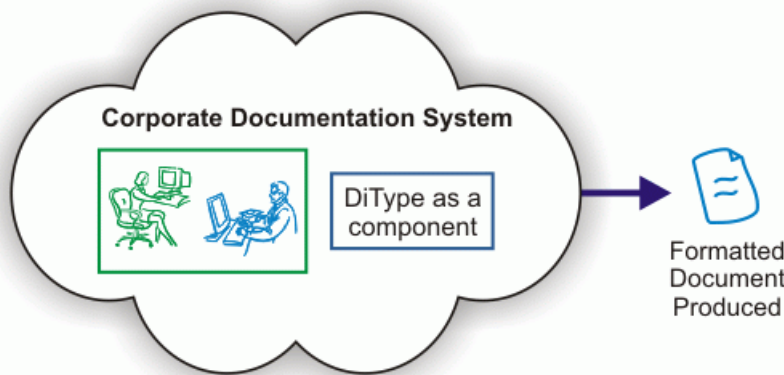 Corporate Documentation System
DiType as a
component
Formatted
Document
Produced